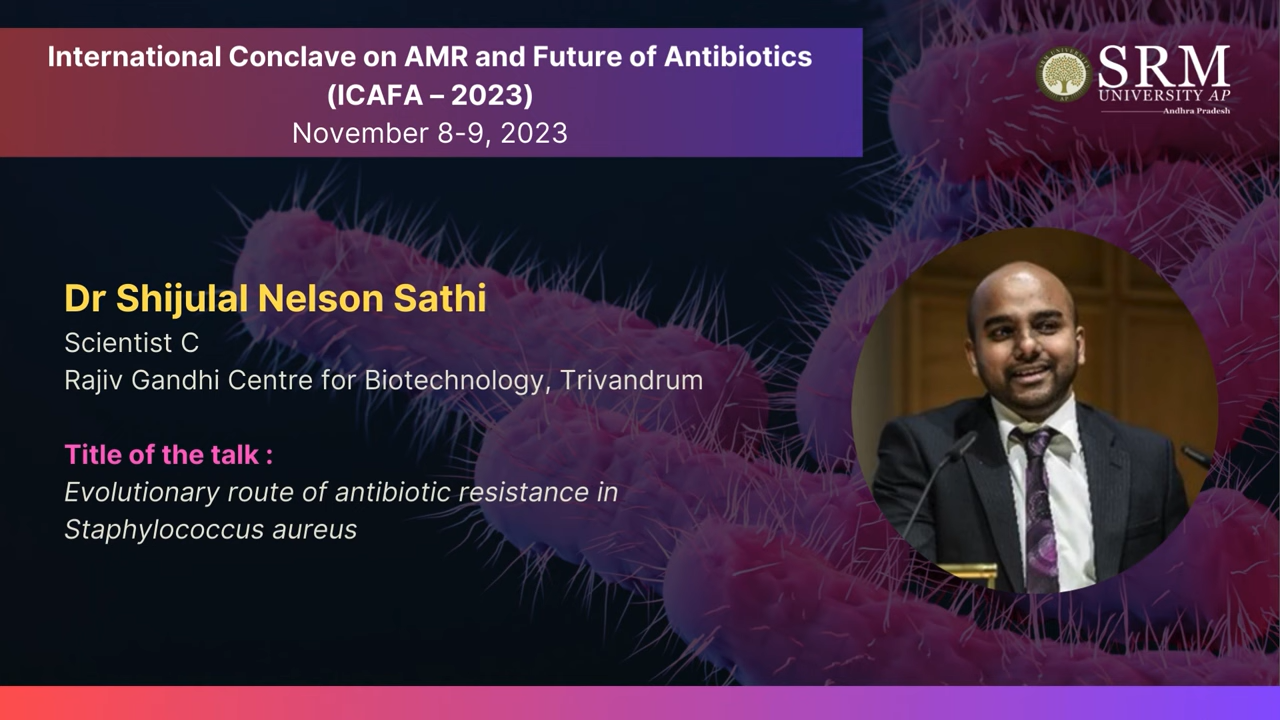 International Conclave on AMR and Future of Antibiotics
(ICAFA – 2023)
November 8-9, 2023
SRM
UNIVERSITY AP
Andhra Pradesh
Dr Shijulal Nelson Sathi
Scientist C
Rajiv Gandhi Centre for Biotechnology, Trivandrum
Title of the talk :
Evolutionary route of antibiotic resistance in
Staphylococcus aureus